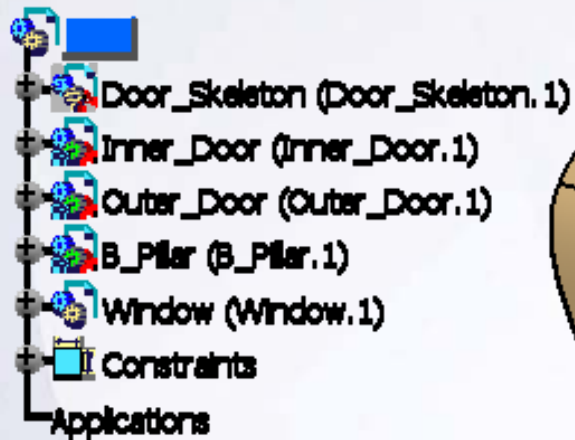 Door_Skeleton (Door_Skeleton.1)
Inner_Door (Inner_Door.1)
Outer_Door (Outer_Door.1)
B_Pillar (B_Pillar.1)
Window (Window.1)
Constraints
Applications